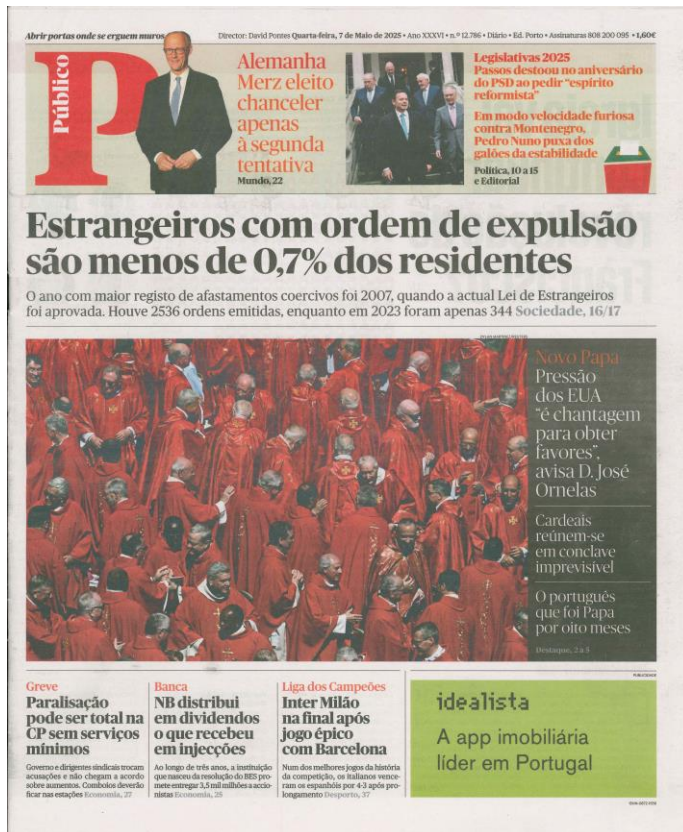 Abrir portas onde se erguem muros
Director: David Pontes Quarta-feira, 7 de Maio de 2025 • Ano XXXVI • n.º 12.786 • Diário • Ed. Porto • Assinaturas 808 200 095 • 1,60€
Público
P
Alemanha
Merz eleito
chanceler
apenas
à segunda
tentativa
Mundo, 22
Legislativas 2025
Passos destoou no aniversário
do PSD ao pedir “espírito
reformista”
Em modo velocidade furiosa
contra Montenegro,
Pedro Nuno puxa dos
galões da estabilidade
Política, 10 a 15
e Editorial
Estrangeiros com ordem de expulsão
são menos de 0,7% dos residentes
O ano com maior registo de afastamentos coercivos foi 2007, quando a actual Lei de Estrangeiros
foi aprovada. Houve 2536 ordens emitidas, enquanto em 2023 foram apenas 344 Sociedade, 16/17
Novo Papa
Pressão
dos EUA
“é chantagem
para obter
favores”,
avisa D. José
Ornelas
Cardeais
reúnem-se
em conclave
imprevisível
O português
que foi Papa
por oito meses
Destaque, 2 a 5
Greve
Paralisação
pode ser total na
CP sem serviços
mínimos
Governo e dirigentes sindicais trocam
acusações e não chegam a acordo
sobre aumentos. Comboios deverão
ficar nas estações Economia, 27
Banca
NB distribui
em dividendos
o que recebeu
em injecções
Ao longo de três anos, a instituição
que nasceu da resolução do BES pro-
mete entregar 3,5 mil milhões a accio-
nistas Economia, 25
Liga dos Campeões
Inter Milão
na final após
jogo épico
com Barcelona
Num dos melhores jogos da história
da competição, os italianos vence-
ram os espanhóis por 4-3 após pro-
longamento Desporto, 37
PUBLICIDADE
idealista
A app imobiliária
líder em Portugal